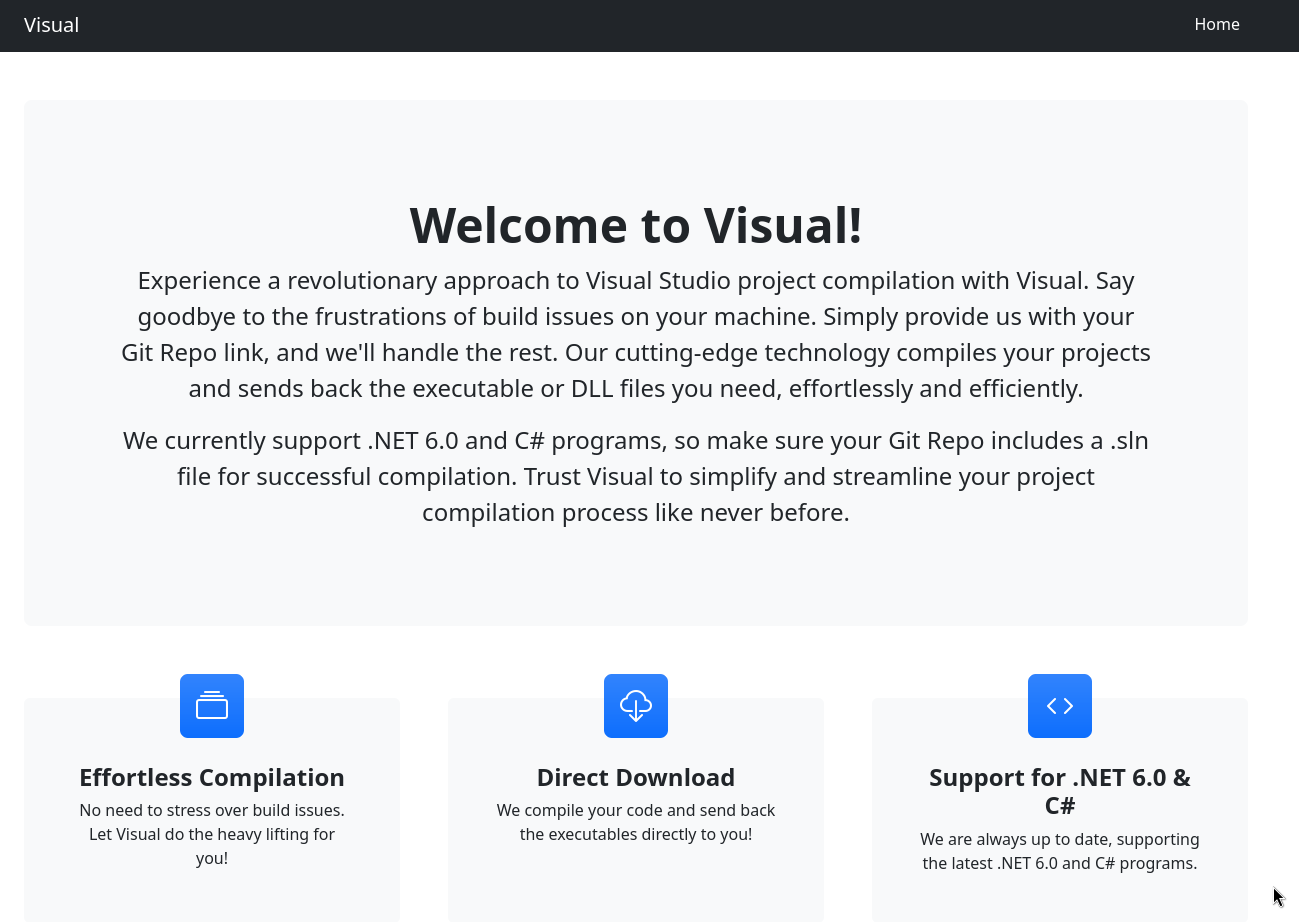 Visual
Home
Welcome to Visual!
Experience a revolutionary approach to Visual Studio project compilation with Visual. Say
goodbye to the frustrations of build issues on your machine. Simply provide us with your
Git Repo link, and we'll handle the rest. Our cutting-edge technology compiles your projects
and sends back the executable or DLL files you need, effortlessly and efficiently.
We currently support .NET 6.0 and C# programs, so make sure your Git Repo includes a .sln
file for successful compilation. Trust Visual to simplify and streamline your project
compilation process like never before.
Effortless Compilation
No need to stress over build issues.
Let Visual do the heavy lifting for
you!
Direct Download
We compile your code and send back
the executables directly to you!
Support for .NET 6.0 &
C#
We are always up to date, supporting
the latest .NET 6.0 and C# programs.